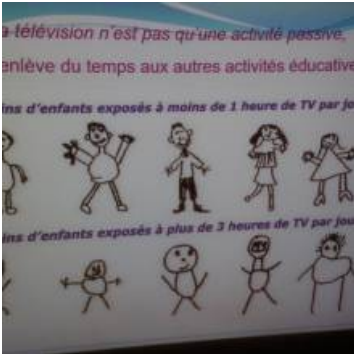 a télévision n'est pas qu'une activité passive,
enlève du temps aux autres activités éducative
ins d'enfants exposés à moins de 1 heure de TV par jou
ins d'enfants exposés à plus de 3 heures de TV par jou